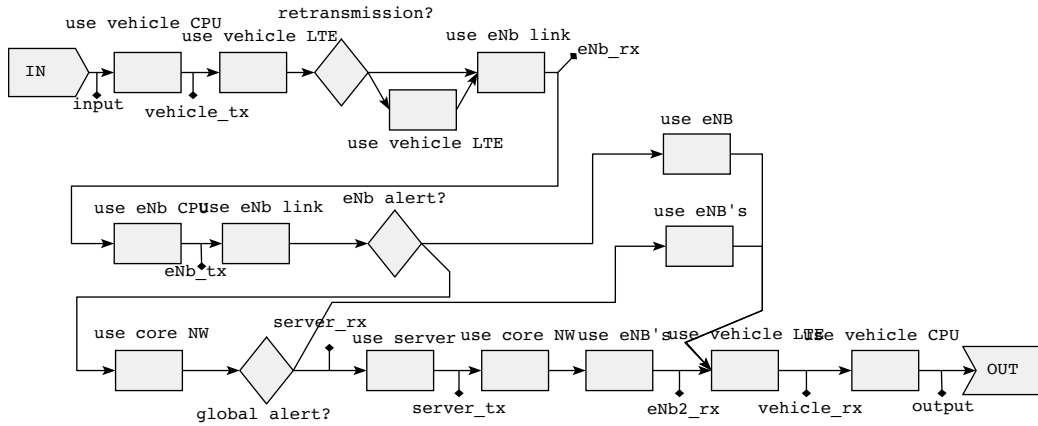 retransmission?
use vehicle CPU
use vehicle LTE
use eNb link
eNb_rx
IN
input
vehicle_tx
use vehicle LTE
use eNB
eNb alert?
use eNb CPU
use eNb link
use eNB's
eNb_tx
server_rx
use core NW
use server
use core NW
use eNB's
use vehicle LTE
use vehicle CPU
OUT
global alert?
server_tx
eNb2_rx
vehicle_rx
output